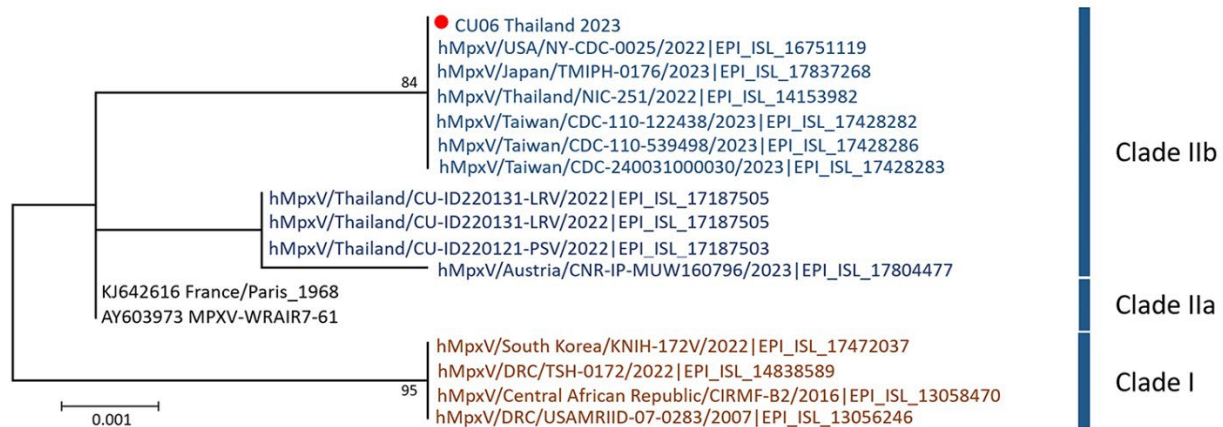 CU06 Thailand 2023
hMpxV/USA/NY-CDC-0025/2022|EPI_ISL_16751119
84
hMpxV/Japan/TMIPH-0176/2023|EPI_ISL_17837268
hMpxV/Thailand/NIC-251/2022|EPI_ISL_14153982
hMpxV/Taiwan/CDC-110-122438/2023|EPI_ISL_17428282
hMpxV/Taiwan/CDC-110-539498/2023|EPI_ISL_17428286
Clade IIb
hMpxV/Taiwan/CDC-240031000030/2023|EPI_ISL_17428283
hMpxV/Thailand/CU-ID220131-LRV/2022|EPI_ISL_17187505
hMpxV/Thailand/CU-ID220131-LRV/2022|EPI_ISL_17187505
hMpxV/Thailand/CU-ID220121-PSV/2022|EPI_ISL_17187503
hMpxV/Austria/CNR-IP-MUW160796/2023|EPI_ISL_17804477
KJ642616 France/Paris_1968
Clade IIa
AY603973 MPXV-WRAIR7-61
hMpxV/South Korea/KNIH-172V/2022|EPI_ISL_17472037
hMpxV/DRC/TSH-0172/2022|EPI_ISL_14838589
Clade I
95
hMpxV/Central African Republic/CIRMF-B2/2016|EPI_ISL_13058470
hMpxV/DRC/USAMRIID-07-0283/2007|EPI_ISL_13056246
0.001